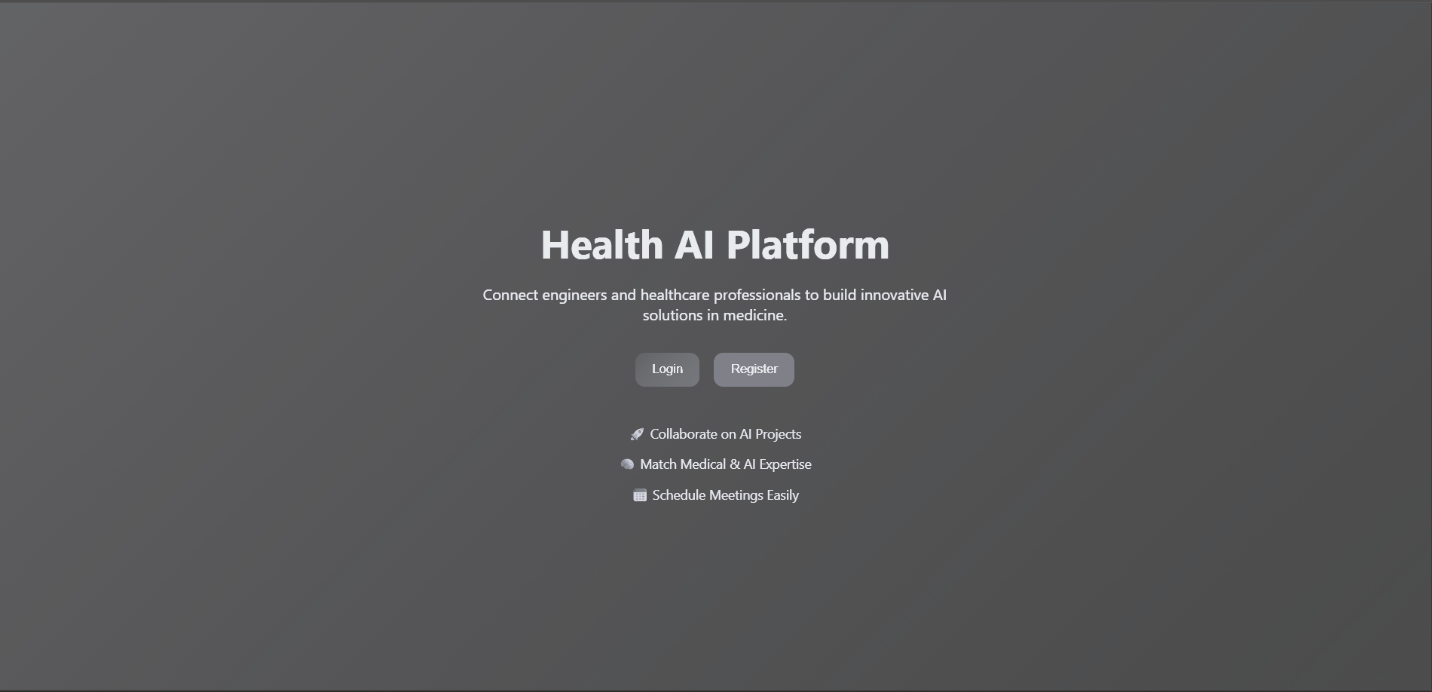 Health AI Platform
Connect engineers and healthcare professionals to build innovative AI
solutions in medicine.
Login
Register
🚀 Collaborate on AI Projects
🧠 Match Medical & AI Expertise
📅 Schedule Meetings Easily